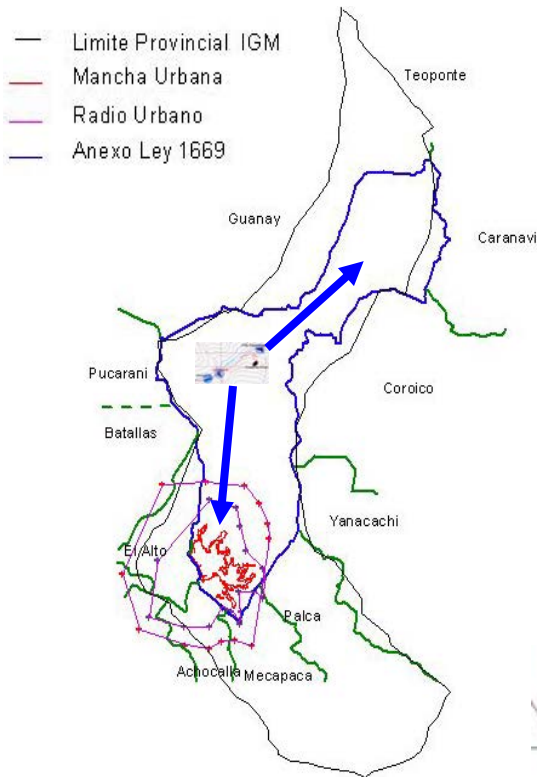 Limite Provincial IGM
Mancha Urbana
Radio Urbano
Anexo Ley 1669
Teoponte
Guanay
Caranavi
Pucarani
Coroico
Batallas
Yanacachi
El Alto
Palca
Achocalla
Mecapaca